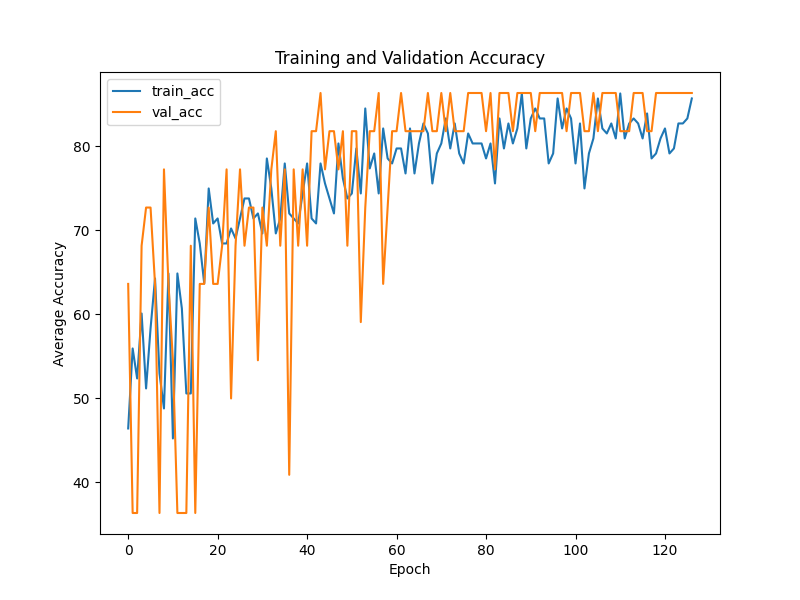 Training and Validation Accuracy
train_acc
val_acc
80
70
60
50
40
Average Accuracy
0 20 40 60 80 100 120
Epoch